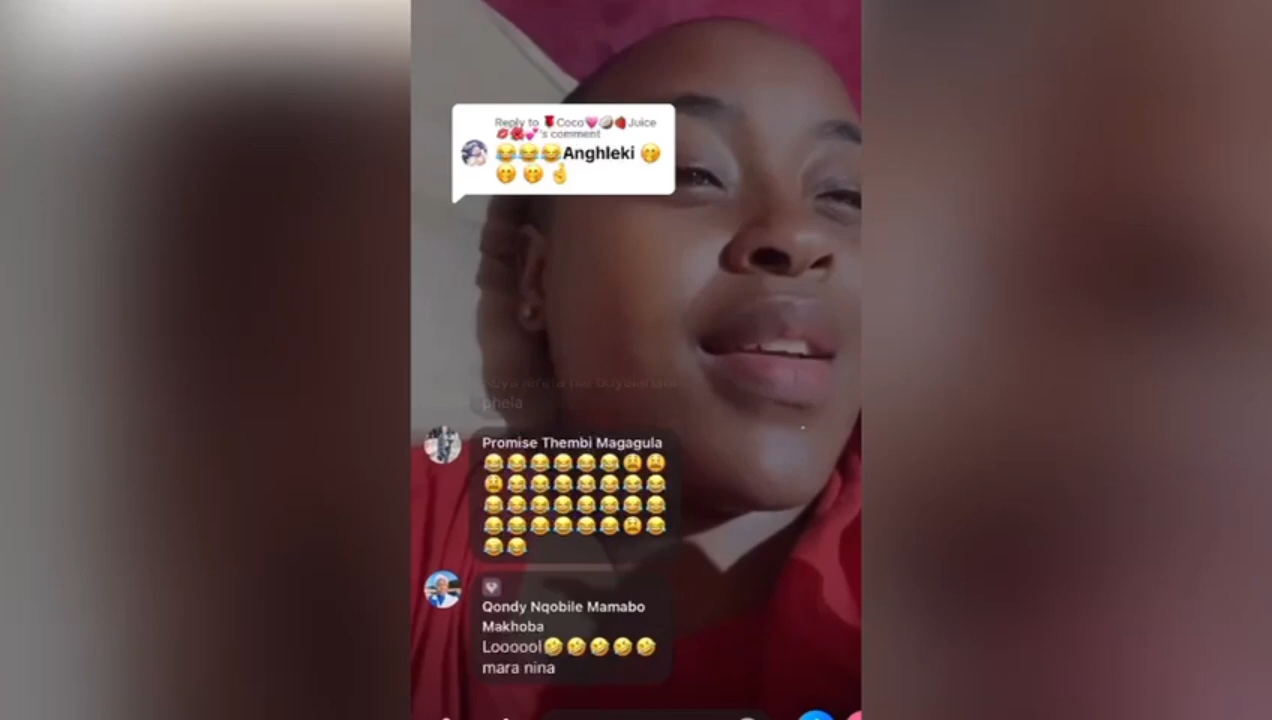 Reply to 🌹Coco💗🥥🍓Juice
💋🌺💕's comment
😂😂😂Anghleki 🤭
🤭 🤭 🤞
phela
Promise Thembi Magagula
😂😂😂😂😂😂😩😩
😩😂😂😂😂😂😂😂
😂😂😂😂😂😂😂😂
😂😂😂😂😂😂😩😂
😂😂
Qondy Nqobile Mamabo
Makhoba
Loooool🤣🤣🤣🤣🤣
mara nina